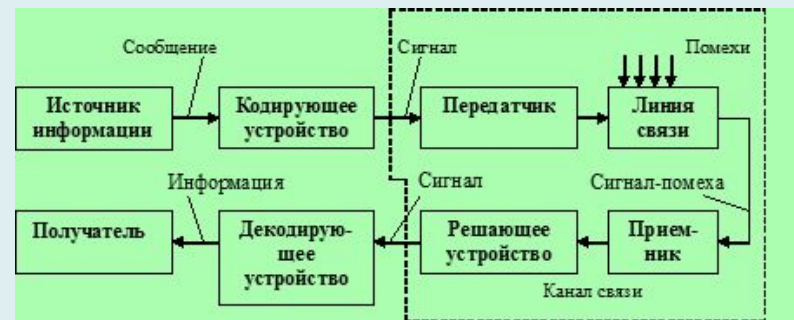 Сообщение
Сигнал
Помехи
Источник
информации
Кодирующее
устройство
Передатчик
Линия
связи
Информация
Сигнал
Сигнал-помеха
Получатель
Декодирую-
щее
устройство
Решающее
устройство
Прием-
ник
Канал связи